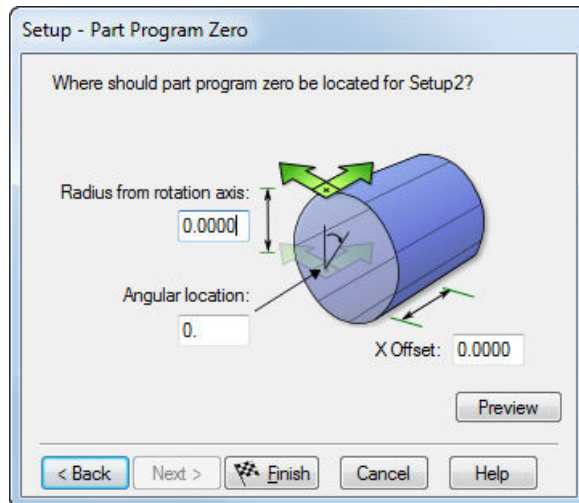 Setup - Part Program Zero
Where should part program zero be located for Setup2?
Radius from rotation axis:
0.0000
Angular location:
0.
X Offset: 0.0000
Preview
< Back Next > Finish Cancel Help